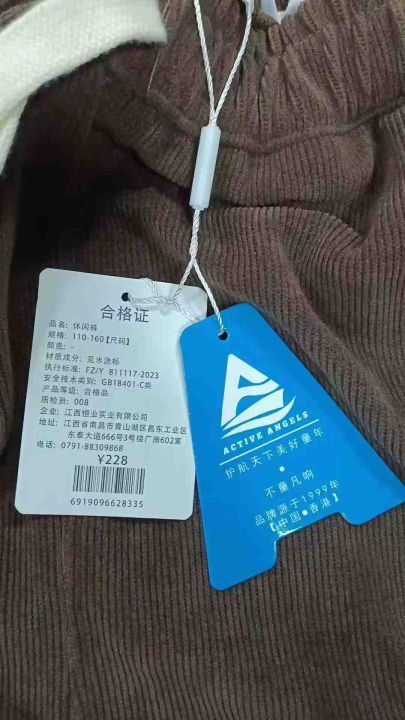 合格证
品名: 休闲裤
规格: 110-160【尺码】
颜色: -
材质成分: 见水洗标
执行标准: FZ/Y 811117-2023
安全技术类别: GB18401-C类
产品等级: 合格品
质检员: 008
企业: 江西恒业实业有限公司
地址: 江西省南昌市青山湖区昌东工业区
东泰大道666号3号楼厂房602室
电话: 0791-88309868
¥228
6919096628335
ACTIVE ANGELS
护航天下美好童年
不童凡响
品牌源于1999年
【中国•香港】